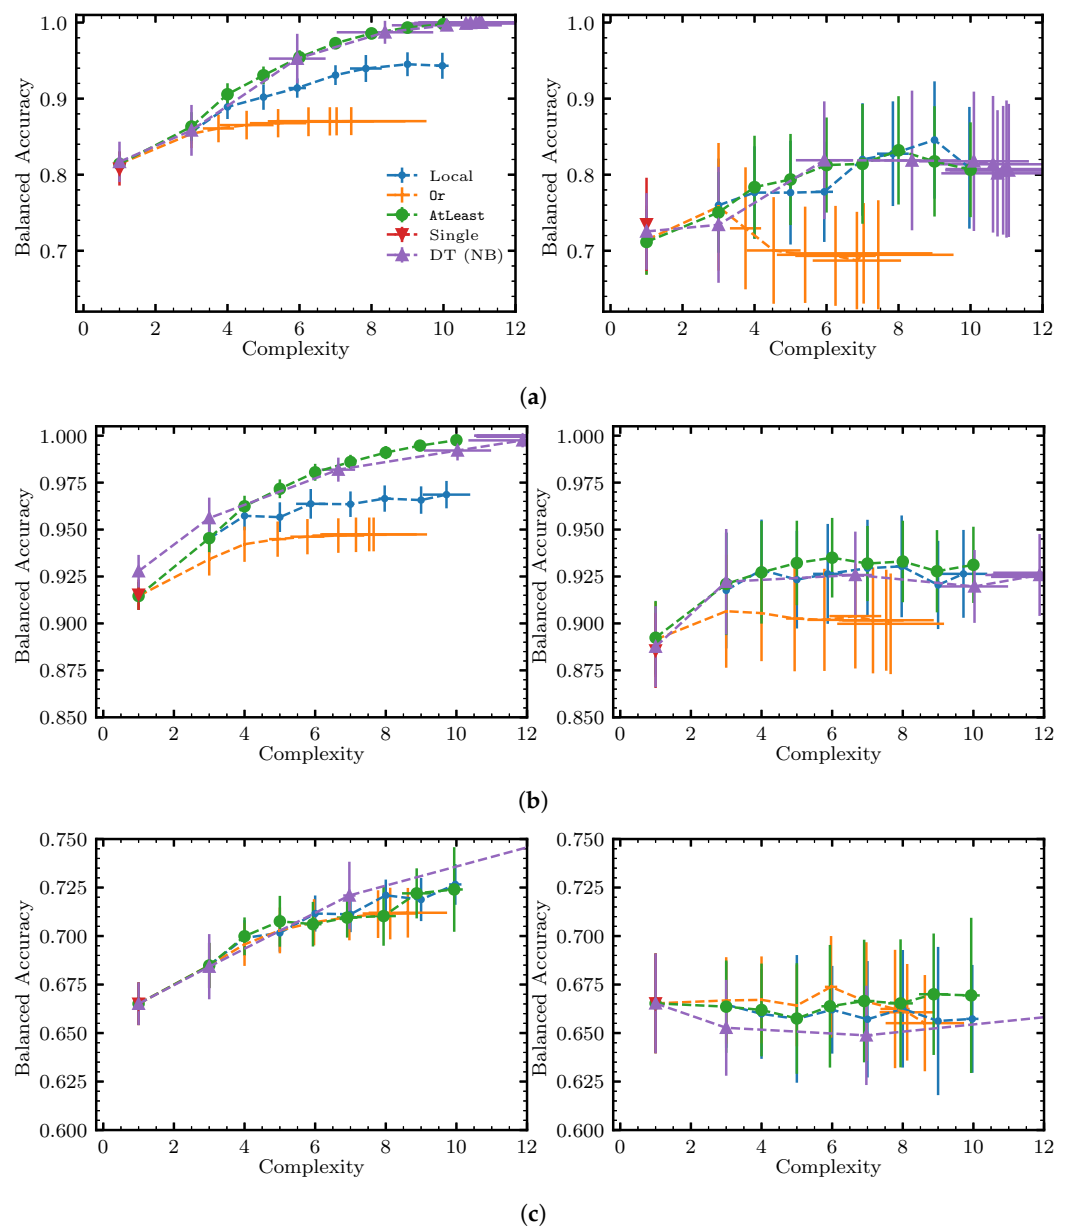 1.0
0.9
0.8
0.7
Balanced Accuracy
0 2 4 6 8 10 12
Complexity
Local
Or
AtLeast
Single
DT (NB)
1.0
0.9
0.8
0.7
Balanced Accuracy
0 2 4 6 8 10 12
Complexity
(a)
1.000
0.975
0.950
0.925
0.900
0.875
0.850
Balanced Accuracy
0 2 4 6 8 10 12
Complexity
1.000
0.975
0.950
0.925
0.900
0.875
0.850
Balanced Accuracy
0 2 4 6 8 10 12
Complexity
(b)
0.750
0.725
0.700
0.675
0.650
0.625
0.600
Balanced Accuracy
0 2 4 6 8 10 12
Complexity
0.750
0.725
0.700
0.675
0.650
0.625
0.600
Balanced Accuracy
0 2 4 6 8 10 12
Complexity
(c)